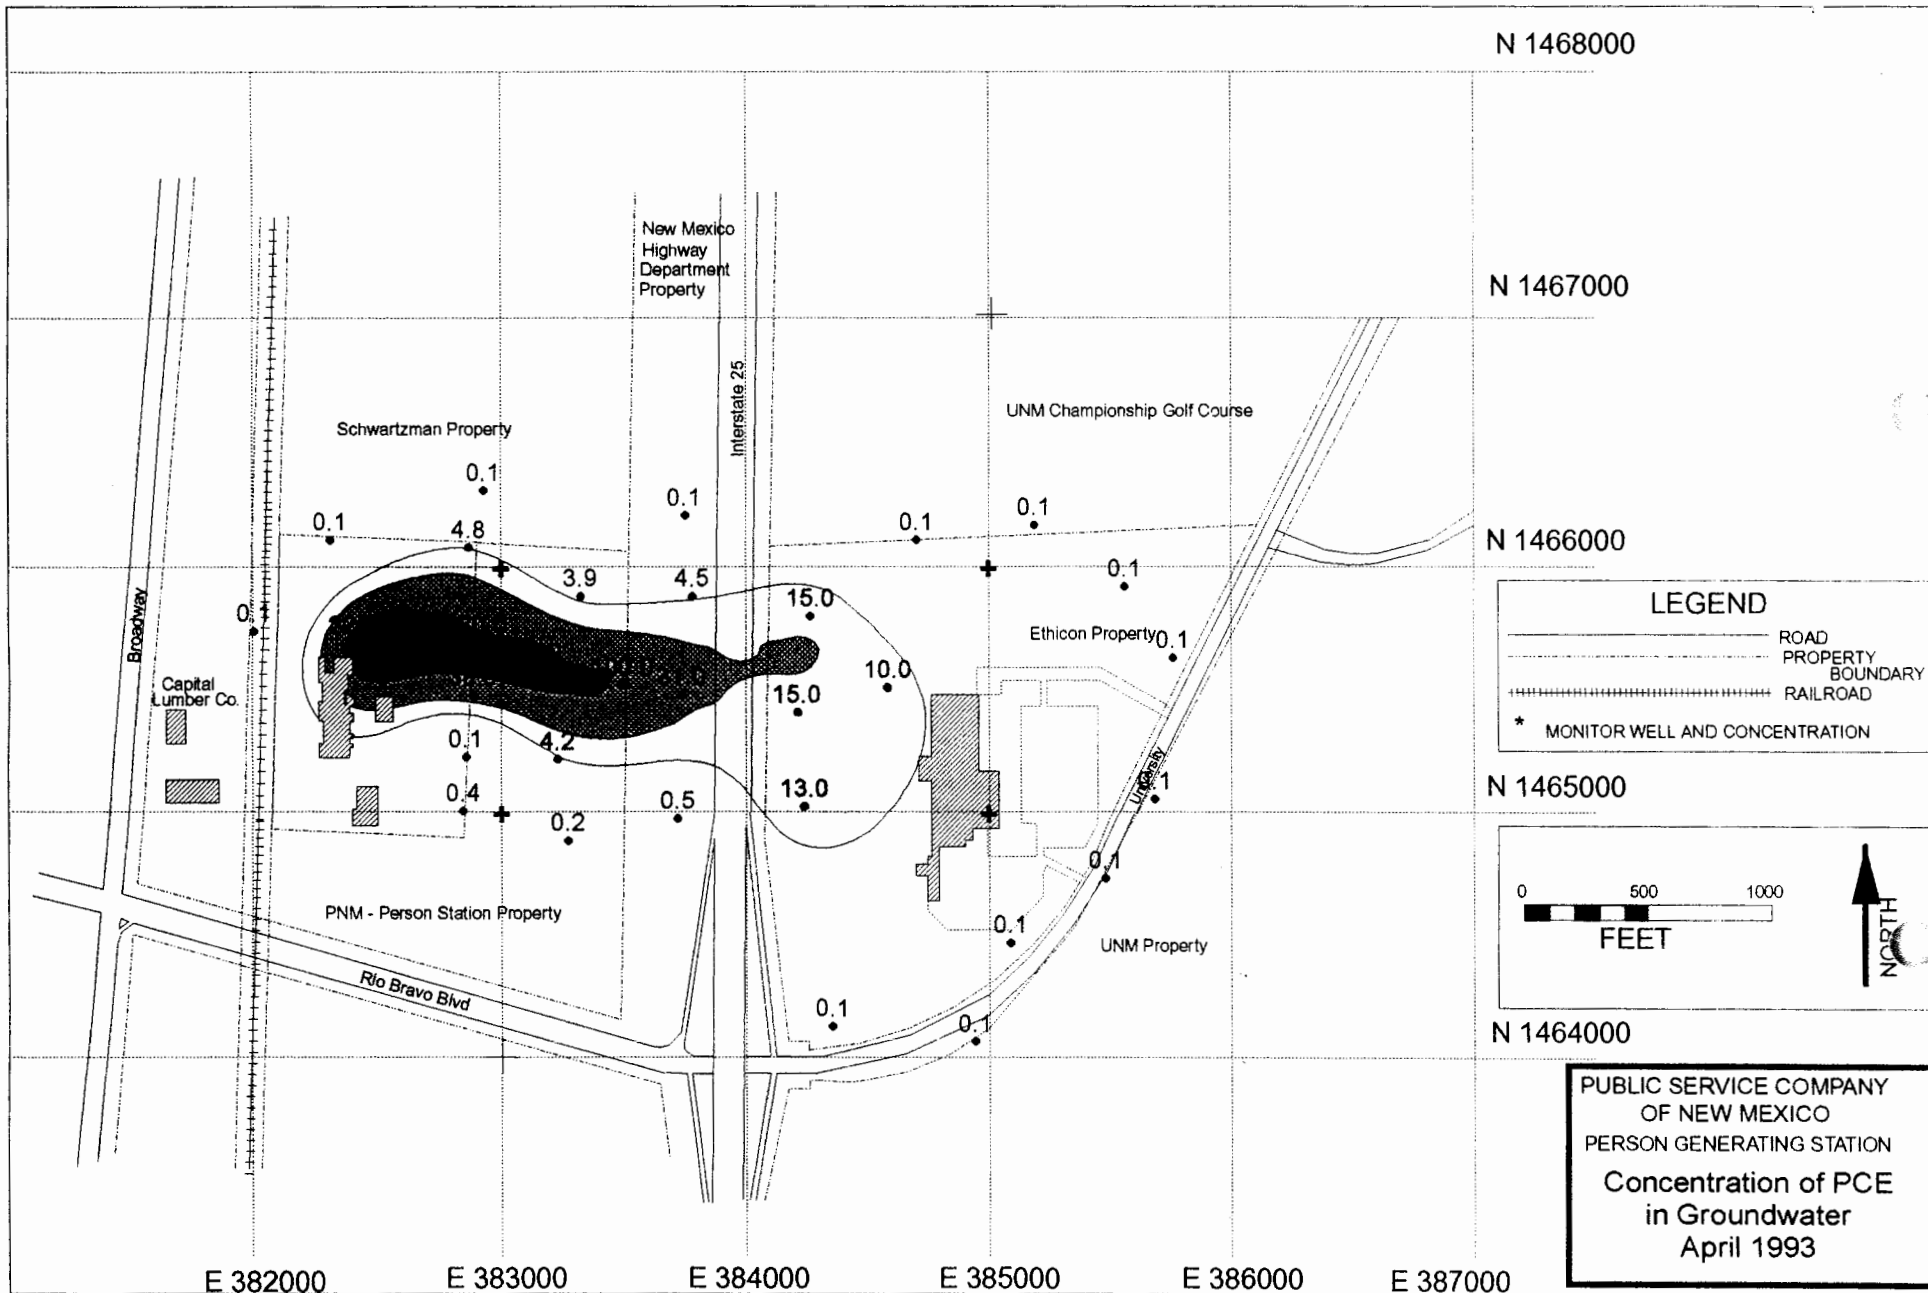 N 1468000
New Mexico
Highway
Department
Property
N 1467000
Interstate 25
UNM Championship Golf Course
Schwartzman Property
0.1
0.1
0.1
0.1
4.8
0.1
N 1466000
3.9
4.5
0.1
15.0
LEGEND
ROAD
PROPERTY
BOUNDARY
RAILROAD
* MONITOR WELL AND CONCENTRATION
Broadway
Ethicon Property
0.1
10.0
15.0
Capital
Lumber Co.
0.1
4.2
University
N 1465000
0.4
0.2
0.5
13.0
0.1
0 500 1000
FEET
NORTH
PNM - Person Station Property
0.1
UNM Property
Rio Bravo Blvd
0.1
0.1
N 1464000
PUBLIC SERVICE COMPANY
OF NEW MEXICO
PERSON GENERATING STATION
Concentration of PCE
in Groundwater
April 1993
E 382000 E 383000 E 384000 E 385000 E 386000 E 387000